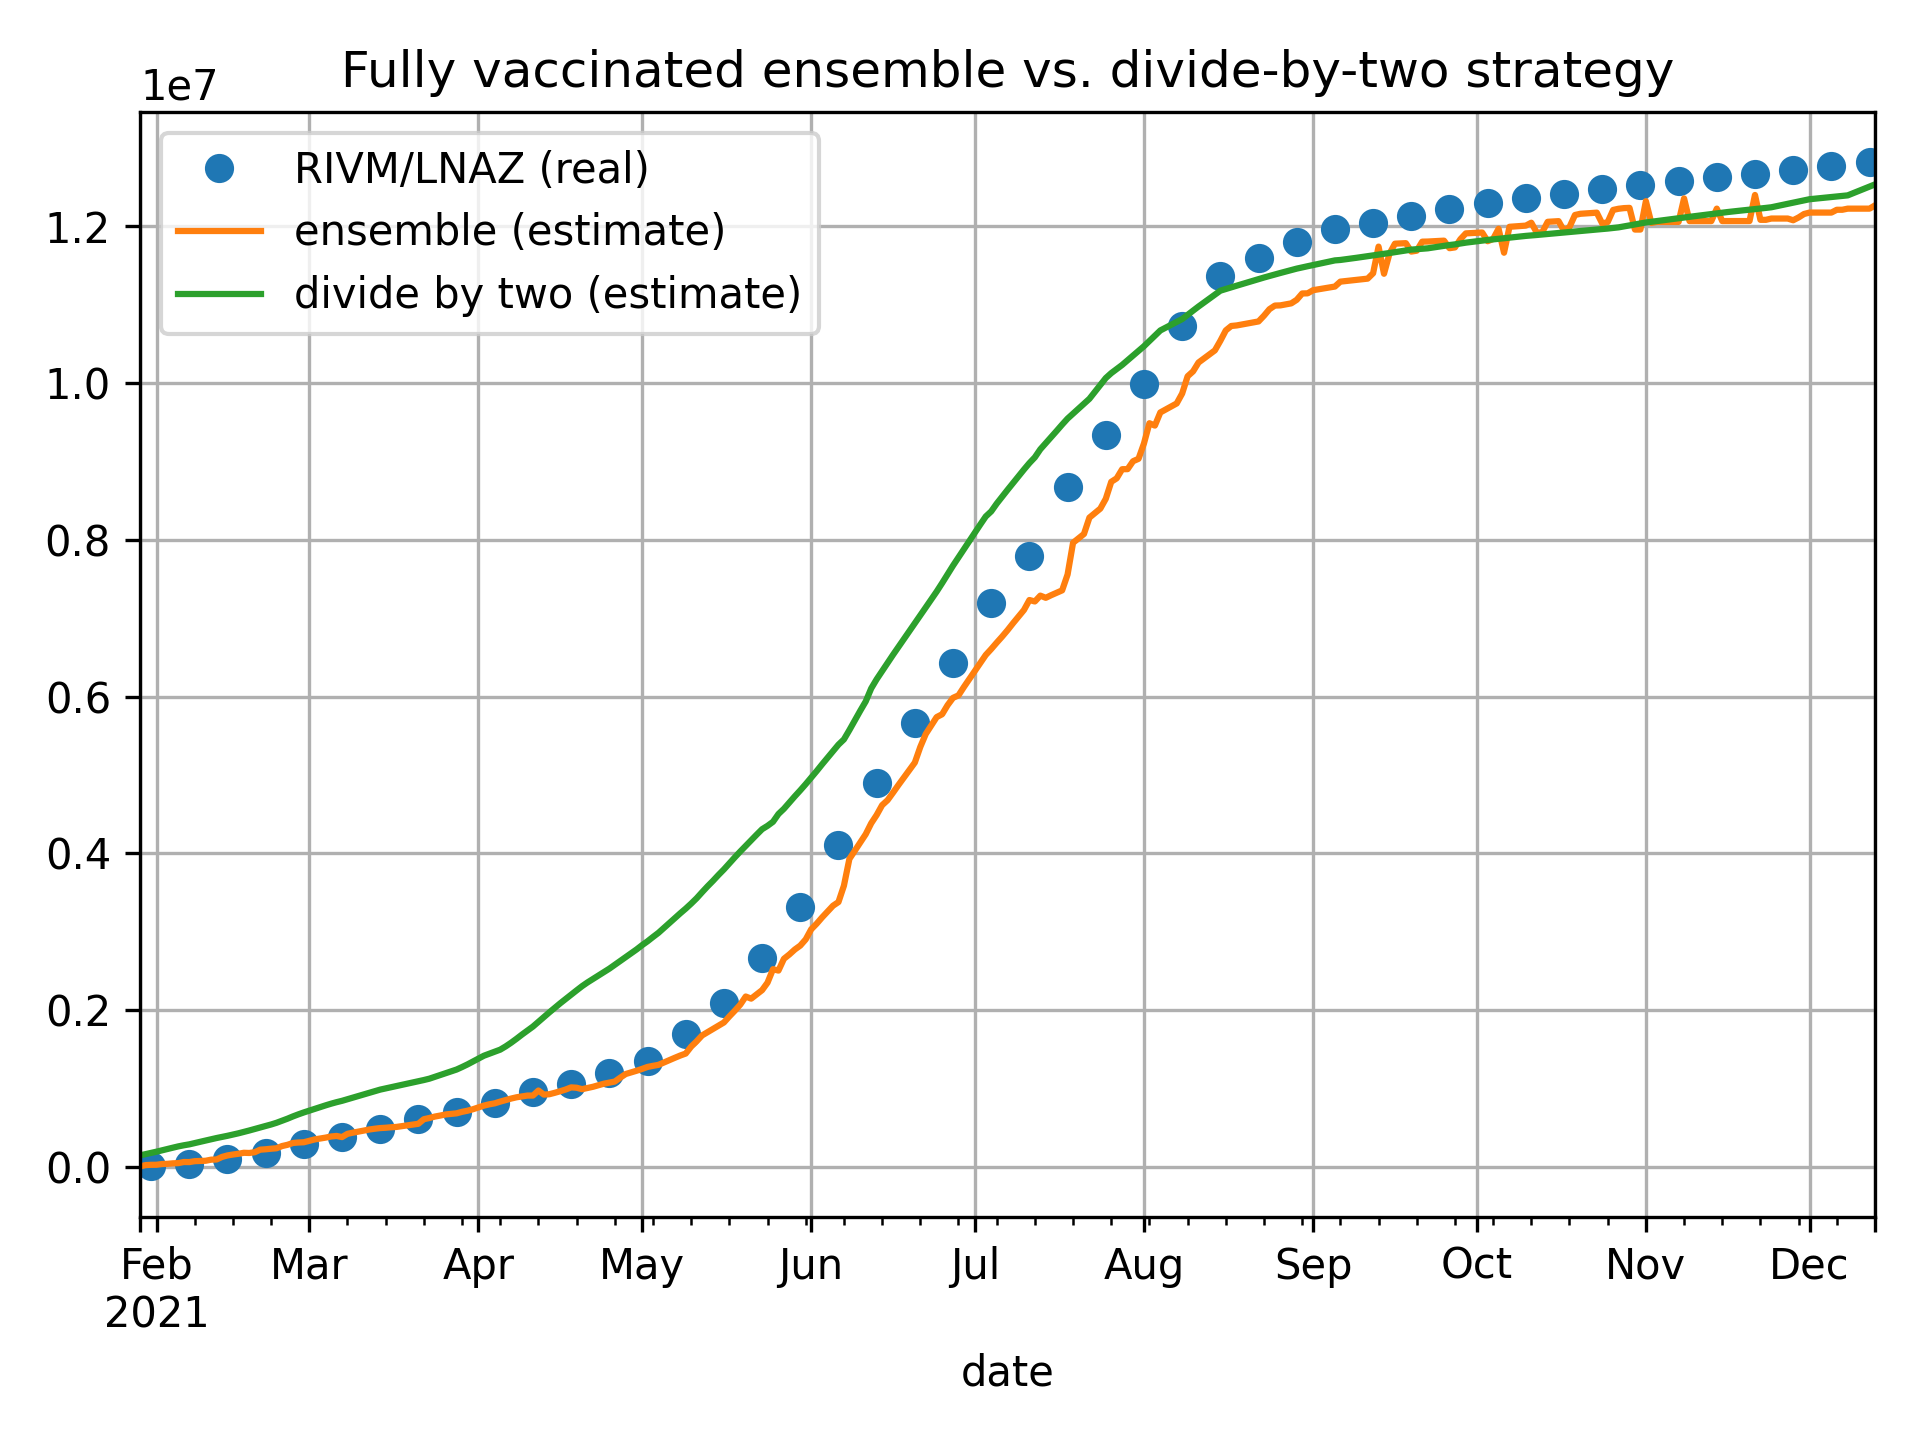 Fully vaccinated ensemble vs. divide-by-two strategy
1e7
RIVM/LNAZ (real)
ensemble (estimate)
divide by two (estimate)
1.2
1.0
0.8
0.6
0.4
0.2
0.0
Feb Mar Apr May Jun Jul Aug Sep Oct Nov Dec
2021
date